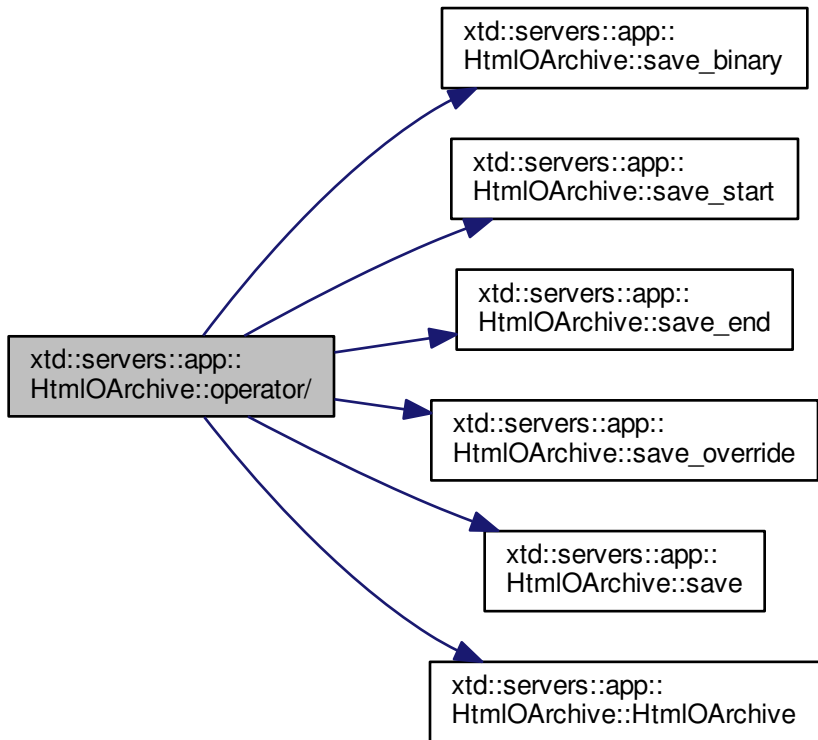 xtd::servers::app::
HtmlOArchive::save_binary
xtd::servers::app::
HtmlOArchive::save_start
xtd::servers::app::
HtmlOArchive::save_end
xtd::servers::app::
HtmlOArchive::operator/
xtd::servers::app::
HtmlOArchive::save_override
xtd::servers::app::
HtmlOArchive::save
xtd::servers::app::
HtmlOArchive::HtmlOArchive